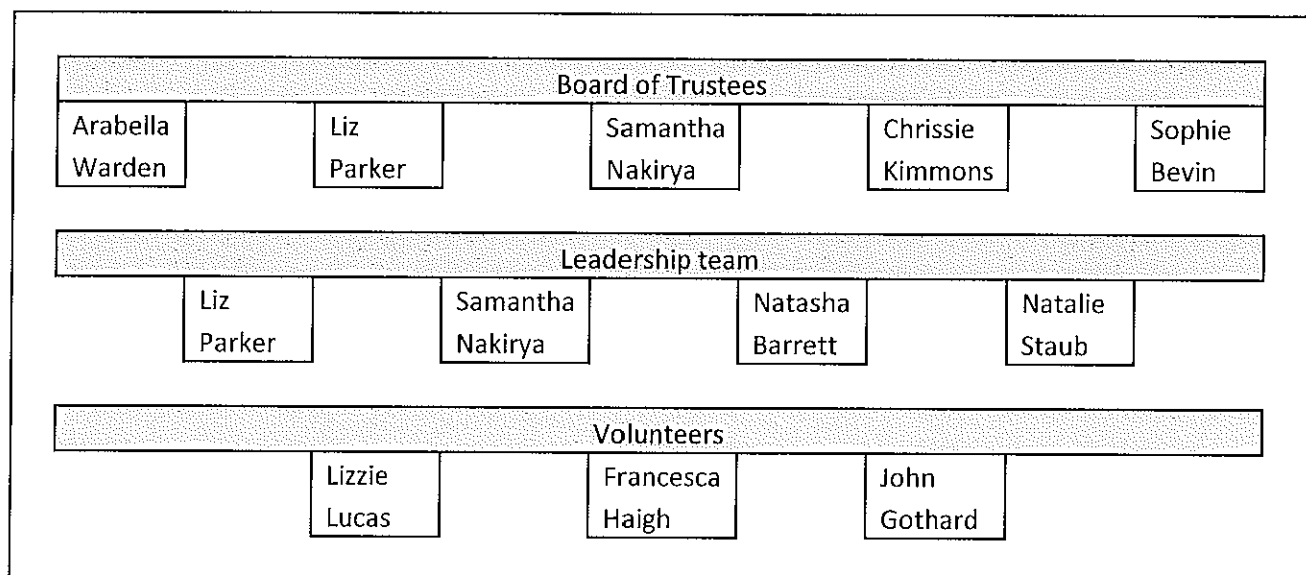 Board of Trustees
Arabella
Warden
Liz
Parker
Samantha
Nakirya
Chrissie
Kimmons
Sophie
Bevin
Leadership team
Liz
Parker
Samantha
Nakirya
Natasha
Barrett
Natalie
Staub
Volunteers
Lizzie
Lucas
Francesca
Haigh
John
Gothard